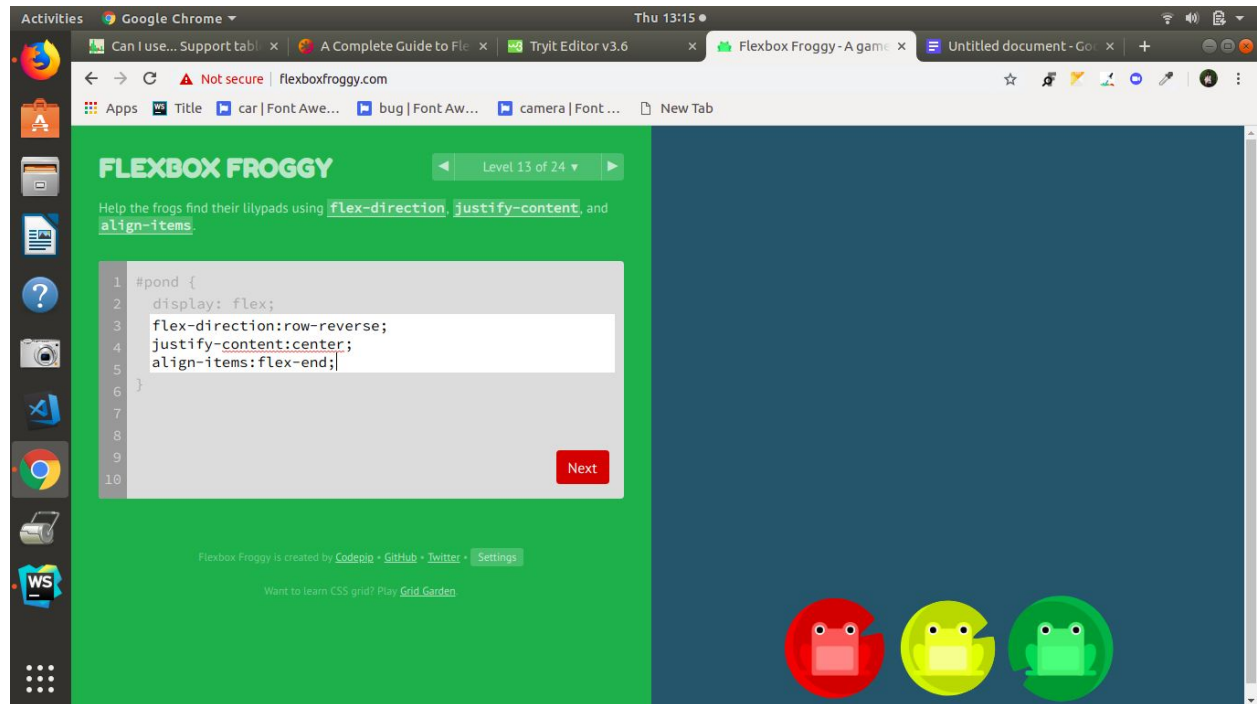 Activities Google Chrome ▾ Thu 13:15 ●
Can I use... Support tabl × A Complete Guide to Fle × Tryit Editor v3.6 × Flexbox Froggy - A game × Untitled document - Goo × +
Not secure | flexboxfroggy.com
Apps Title car | Font Awe... bug | Font Aw... camera | Font ... New Tab
FLEXBOX FROGGY
◀ Level 13 of 24 ▾ ▶
Help the frogs find their lilypads using flex-direction, justify-content, and
align-items.
1 #pond {
2 display: flex;
3 flex-direction:row-reverse;
4 justify-content:center;
5 align-items:flex-end;
6 }
7
8
9
10
Next
Flexbox Froggy is created by Codepip • GitHub • Twitter • Settings
Want to learn CSS grid? Play Grid Garden.
WS